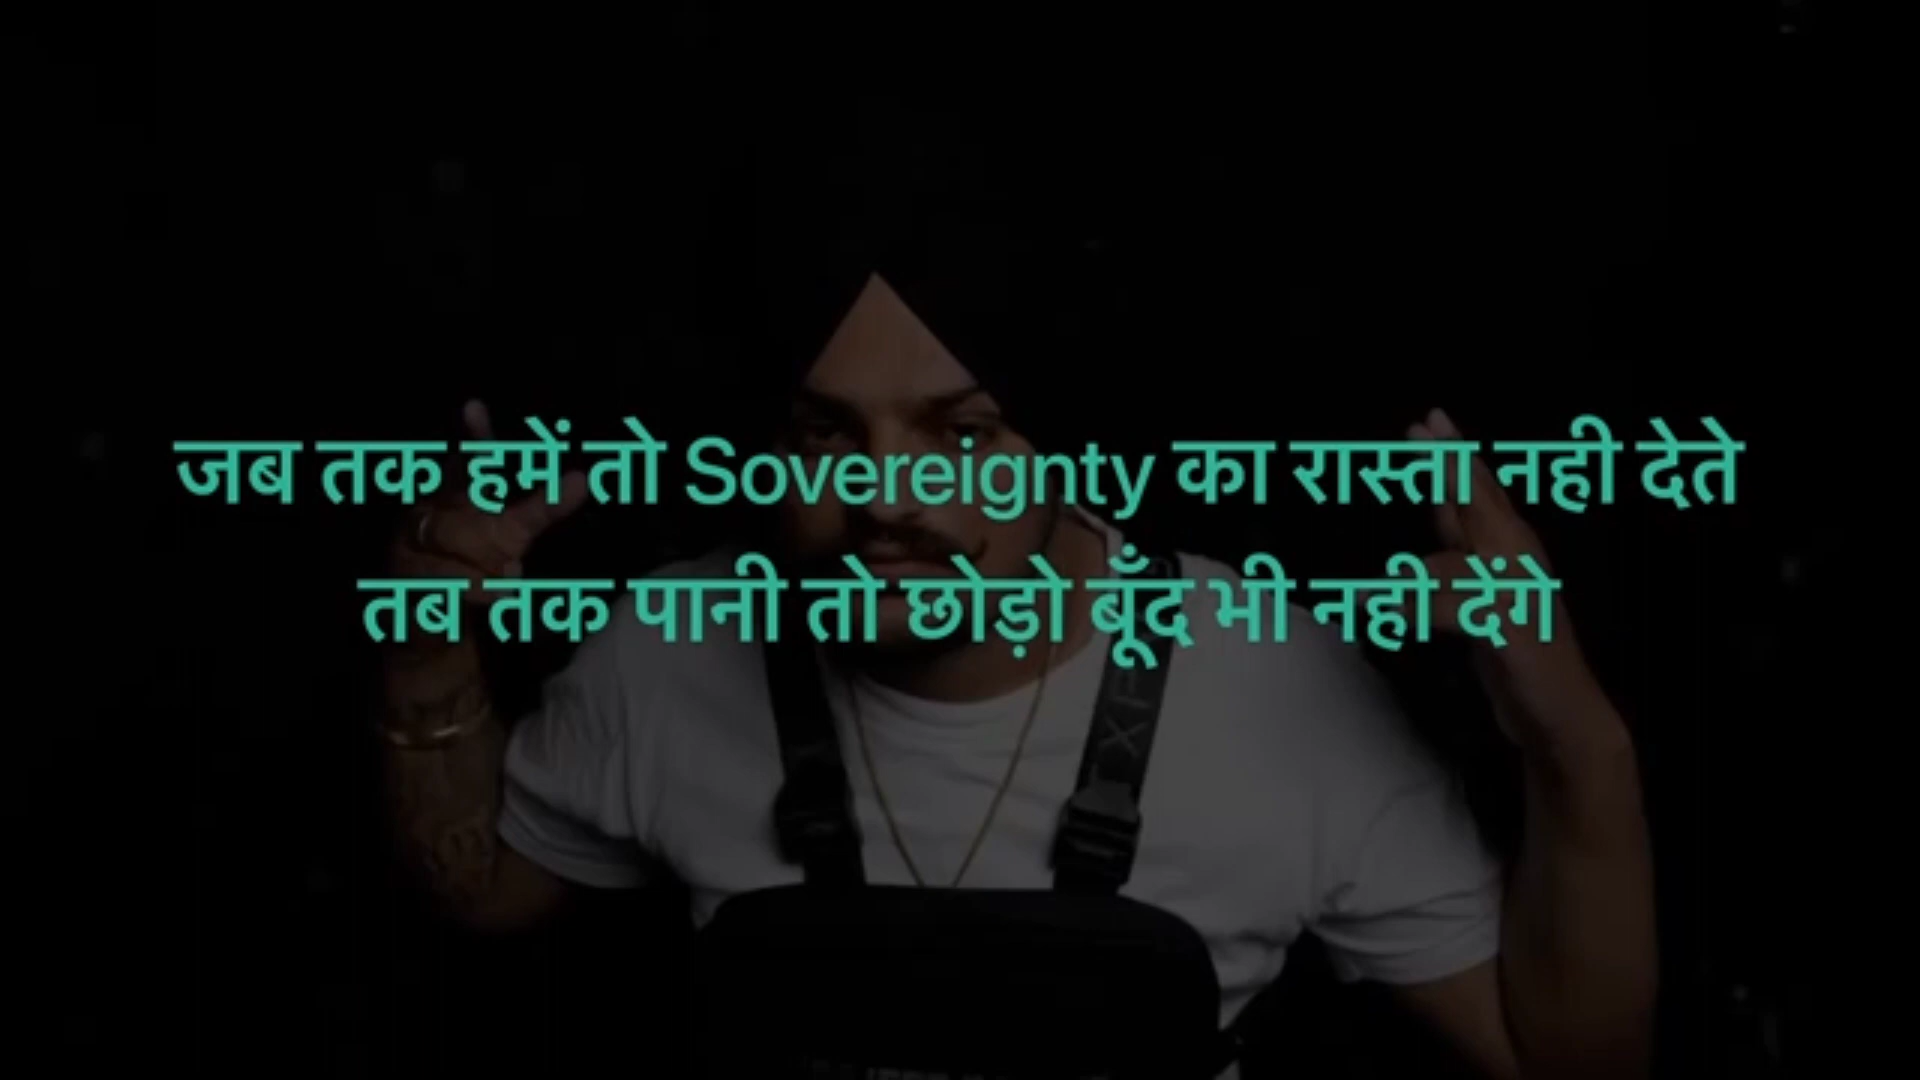 जब तक हमें तो Sovereignty का रास्ता नही देते
तब तक पानी तो छोड़ो बूँद भी नही देंगे